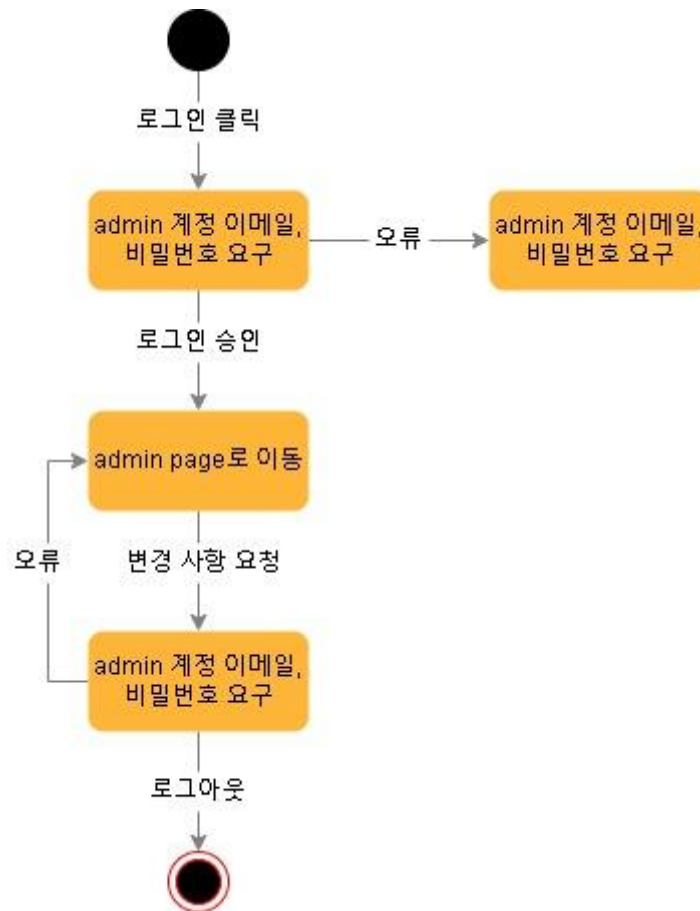 로그인 클릭
admin 계정 이메일,
비밀번호 요구
오류
admin 계정 이메일,
비밀번호 요구
로그인 승인
admin page로 이동
오류
변경 사항 요청
admin 계정 이메일,
비밀번호 요구
로그아웃